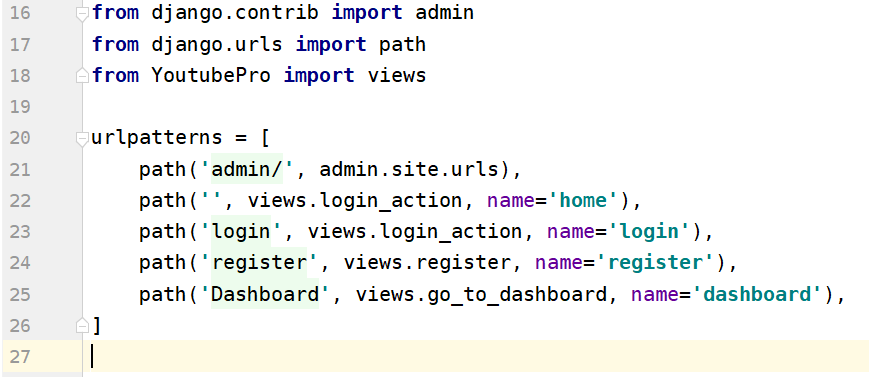 16 from django.contrib import admin
17 from django.urls import path
18 from YoutubePro import views
19
20 urlpatterns = [
21     path('admin/', admin.site.urls),
22     path('', views.login_action, name='home'),
23     path('login', views.login_action, name='login'),
24     path('register', views.register, name='register'),
25     path('Dashboard', views.go_to_dashboard, name='dashboard'),
26 ]
27